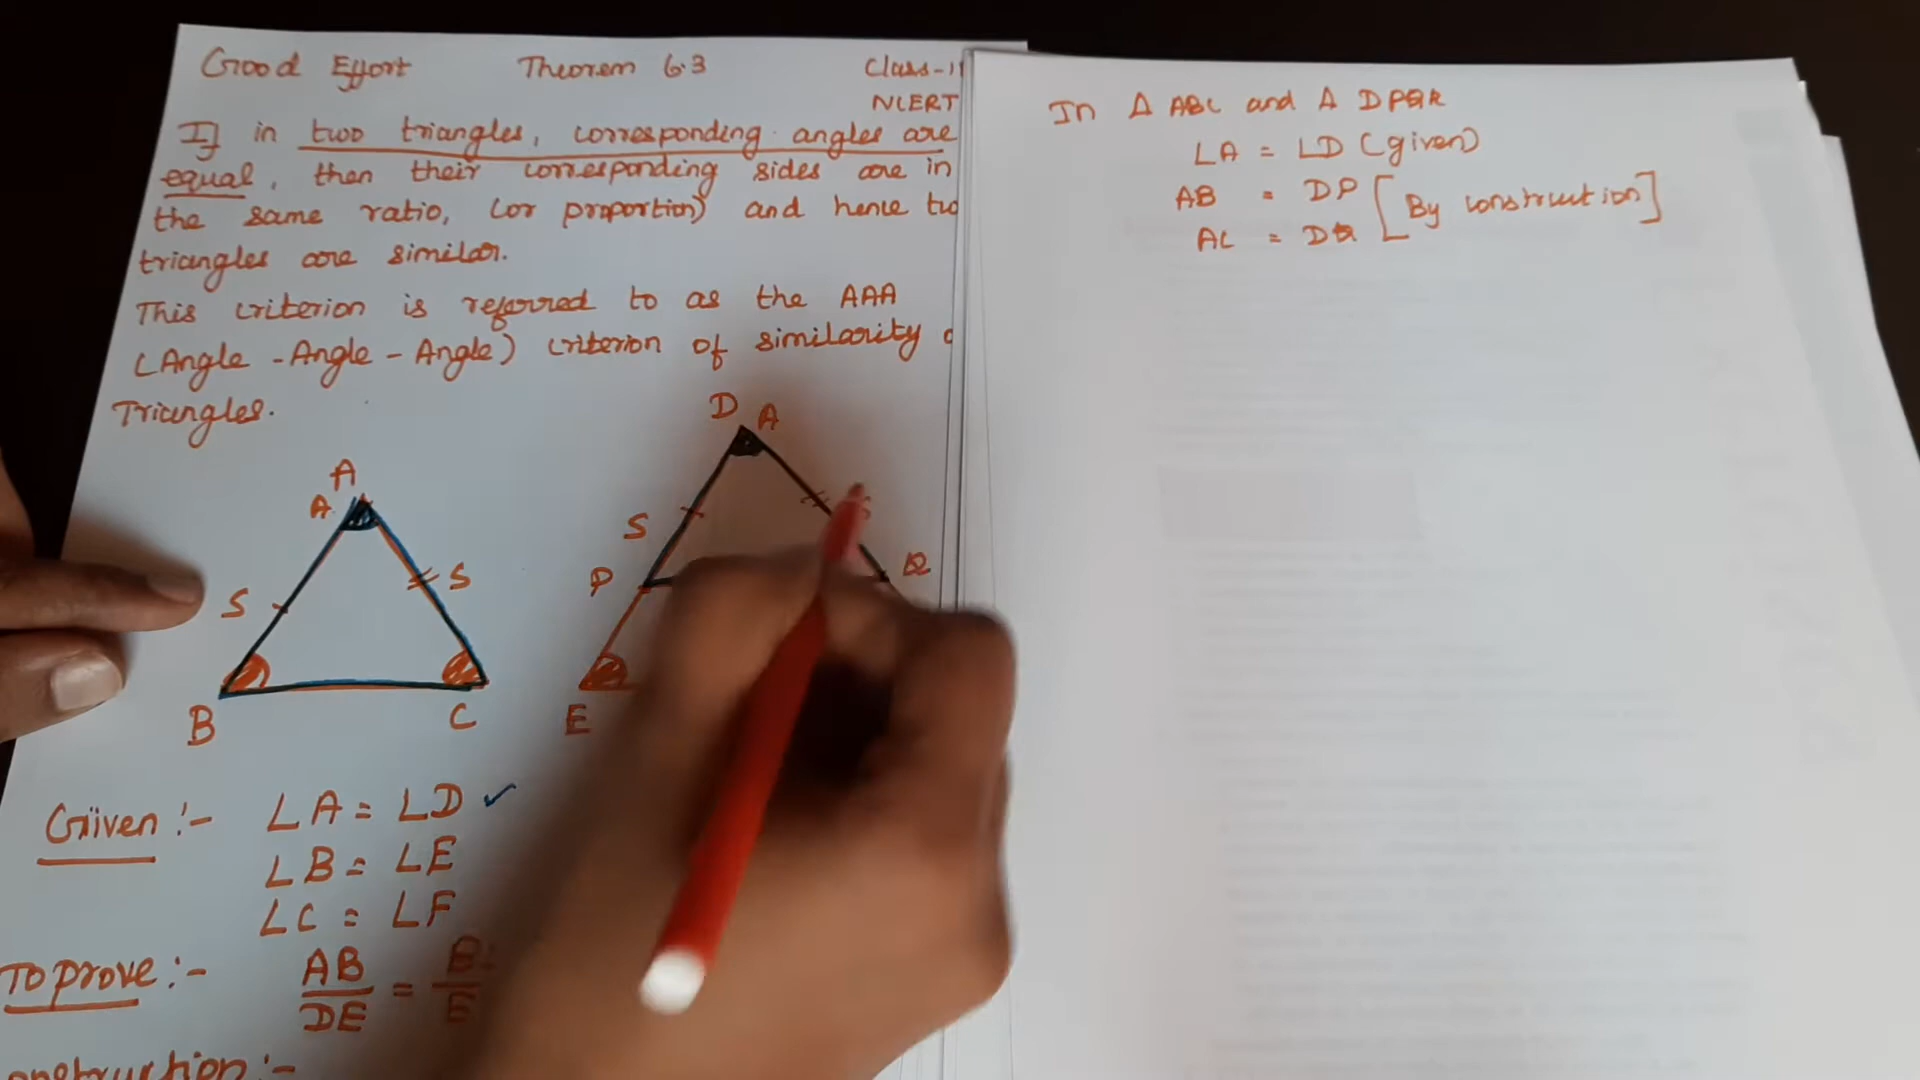 Good Effort Theorem 6.3 Class-1
NCERT
If in two triangles, corresponding angles are
equal, then their corresponding sides are in
the same ratio, (or proportion) and hence
triangles are similar.
This criterion is referred to as the AAA
(Angle - Angle - Angle) criterion of similarity
Triangles.
A
A
S
S
B
C
D A
S
P
Q
E
Given :- ∠A = ∠D ✓
∠B = ∠E
∠C = ∠F
To prove :- AB/DE =
onstruction :-
In Δ ABC and Δ DPQ
∠A = ∠D (given)
AB = DP [By construction]
AC = DQ